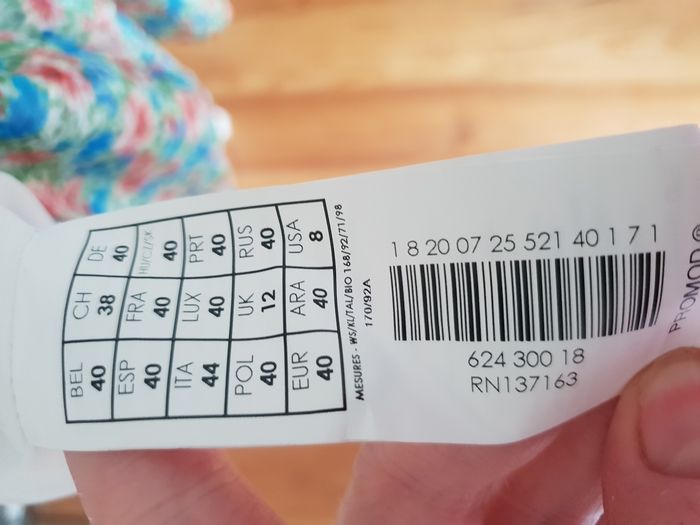 BEL CH DE
40 38 40
ESP FRA HU/CZ/SK
40 40 40
ITA LUX PRT
44 40 40
POL UK RUS
40 12 40
EUR ARA USA
40 40 8
MESURES - WS/KL/TAL/BIO 168/92/71/98
170/92A
1 8 20 07 25 521 40 1 7 1
624 300 18
RN137163
PROMOD®